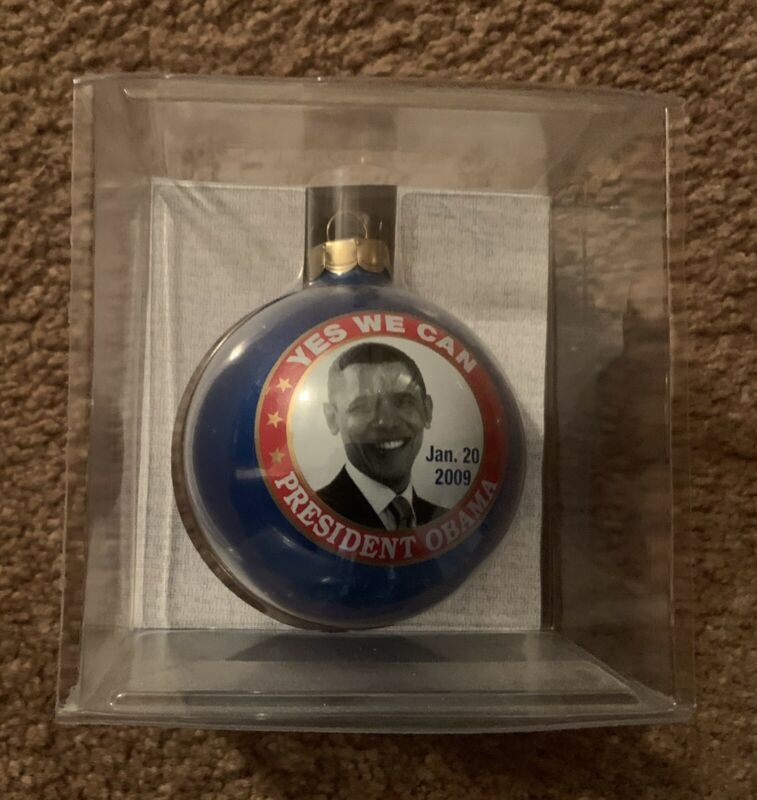 YES WE CAN
Jan. 20
2009
PRESIDENT OBAMA